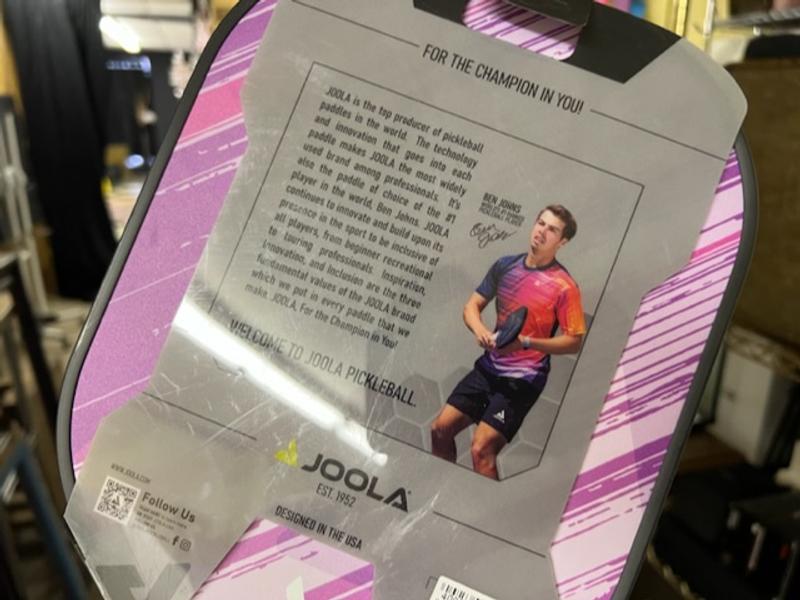 FOR THE CHAMPION IN YOU!
JOOLA is the top producer of pickleball
paddles in the world. The technology
and innovation that goes into each
paddle makes JOOLA the most widely
used brand among professionals. It's
also the paddle of choice of the #1
player in the world, Ben Johns. JOOLA
continues to innovate and build upon its
presence in the sport to be inclusive of
all players, from beginner recreational
to touring professionals. Inspiration,
Innovation, and Inclusion are the three
fundamental values of the JOOLA brand
which we put in every paddle that we
make. JOOLA, For the Champion in You!
BEN JOHNS
WELCOME TO JOOLA PICKLEBALL.
JOOLA
EST. 1952
DESIGNED IN THE USA
WWW.JOOLA.COM
Follow Us